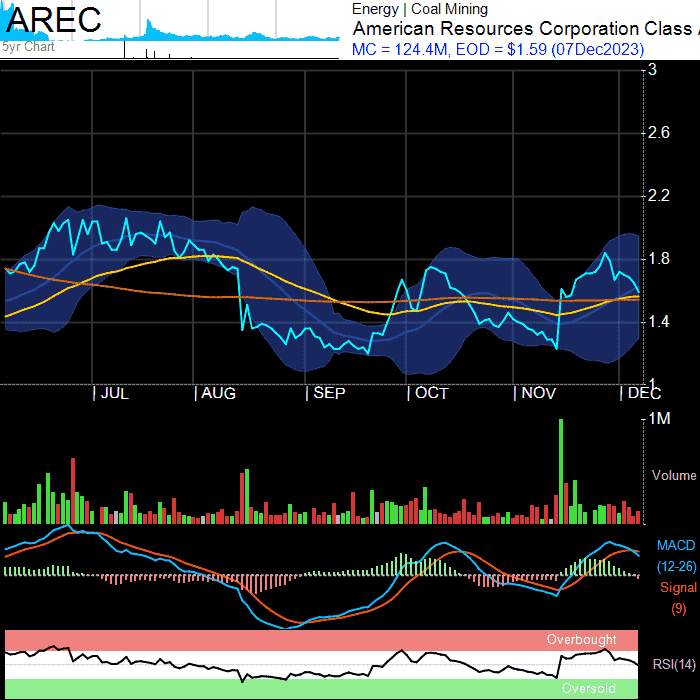 AREC
5yr Chart
Energy | Coal Mining
American Resources Corporation Class
MC = 124.4M, EOD = $1.59 (07Dec2023)
3
2.6
2.2
1.8
1.4
1
| JUL | AUG | SEP | OCT | NOV | DEC
1M
Volume
MACD
(12-26)
Signal
(9)
Overbought
RSI(14)
Oversold